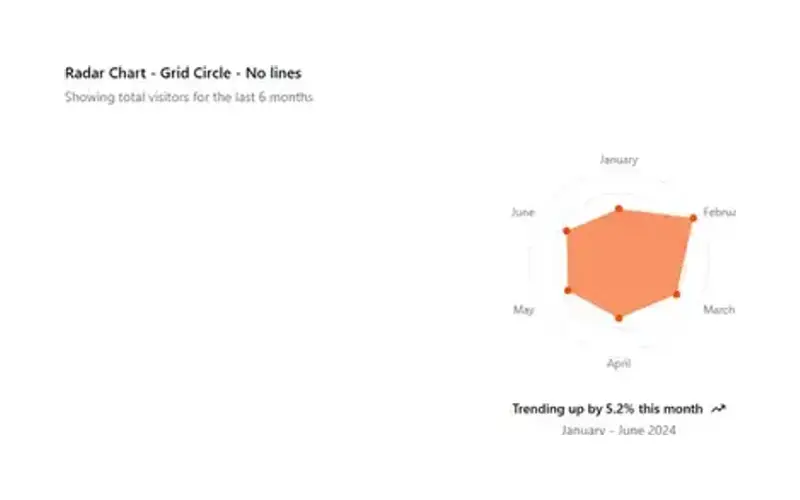 Radar Chart - Grid Circle - No lines
Showing total visitors for the last 6 months
January
June
Februa
May
March
April
Trending up by 5.2% this month
January - June 2024